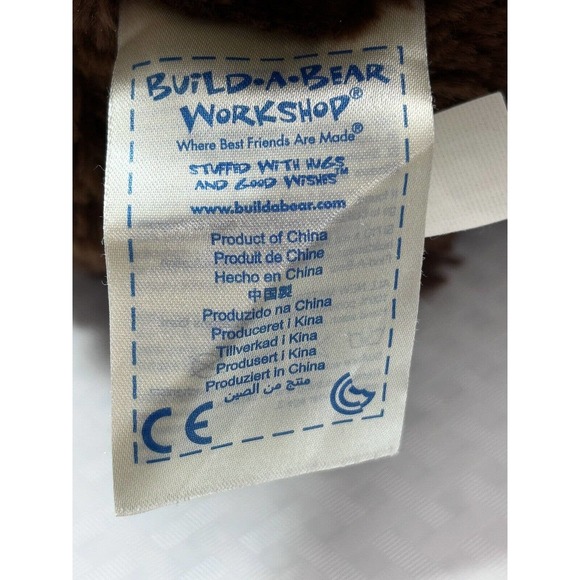 BUILD-A-BEAR
WORKSHOP®
Where Best Friends Are Made®
STUFFED WITH HUGS
AND GOOD WISHES™
www.buildabear.com
Product of China
Produit de Chine
Hecho en China
中国製
Produzido na China
Produceret i Kina
Tillverkad i Kina
Produsert i Kina
Produziert in China
منتج من الصين
CE